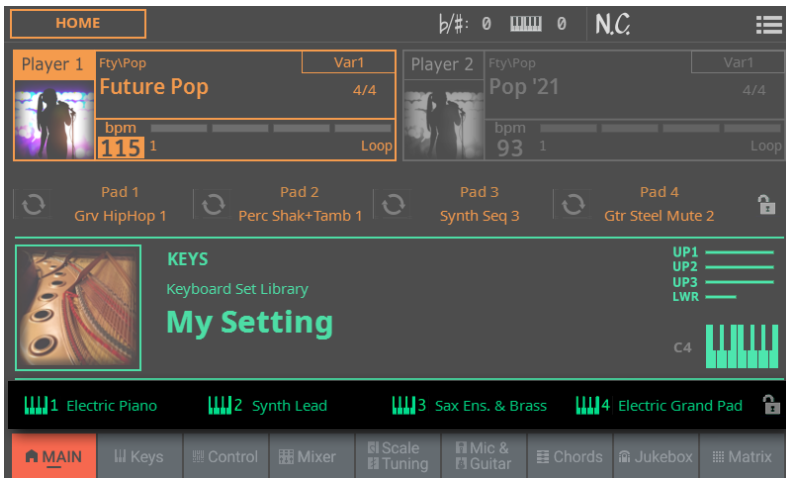 HOME
b/#: 0 0 N.C.
Player 1 Fty\Pop Var1
Future Pop
4/4
bpm
115 1 Loop
Player 2 Fty\Pop Var1
Pop '21
4/4
bpm
93 1 Loop
Pad 1
Grv HipHop 1
Pad 2
Perc Shak+Tamb 1
Pad 3
Synth Seq 3
Pad 4
Gtr Steel Mute 2
KEYS
Keyboard Set Library
My Setting
UP1
UP2
UP3
LWR
C4
1 Electric Piano
2 Synth Lead
3 Sax Ens. & Brass
4 Electric Grand Pad
MAIN
Keys
Control
Mixer
Scale
Tuning
Mic &
Guitar
Chords
Jukebox
Matrix